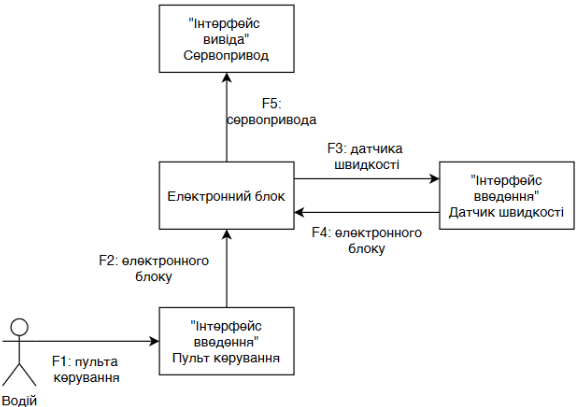 "Інтерфейс
вивіда"
Сервопривод
F5:
сервопривода
F3: датчика
швидкості
Електронний блок
"Інтерфейс
введення"
Датчик швидкості
F4: електронного
блоку
F2: електронного
блоку
"Інтерфейс
введення"
Пульт керування
F1: пульта
керування
Водій